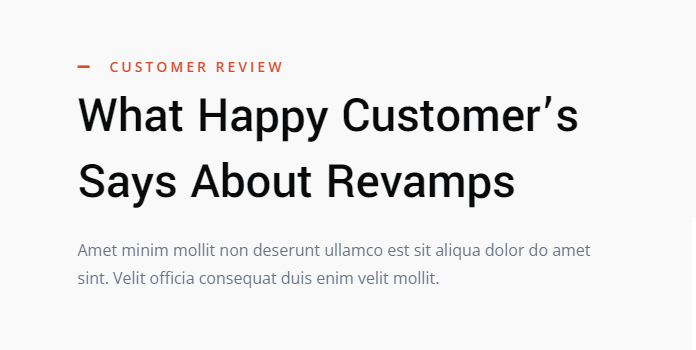 CUSTOMER REVIEW
What Happy Customer’s
Says About Revamps
Amet minim mollit non deserunt ullamco est sit aliqua dolor do amet
sint. Velit officia consequat duis enim velit mollit.